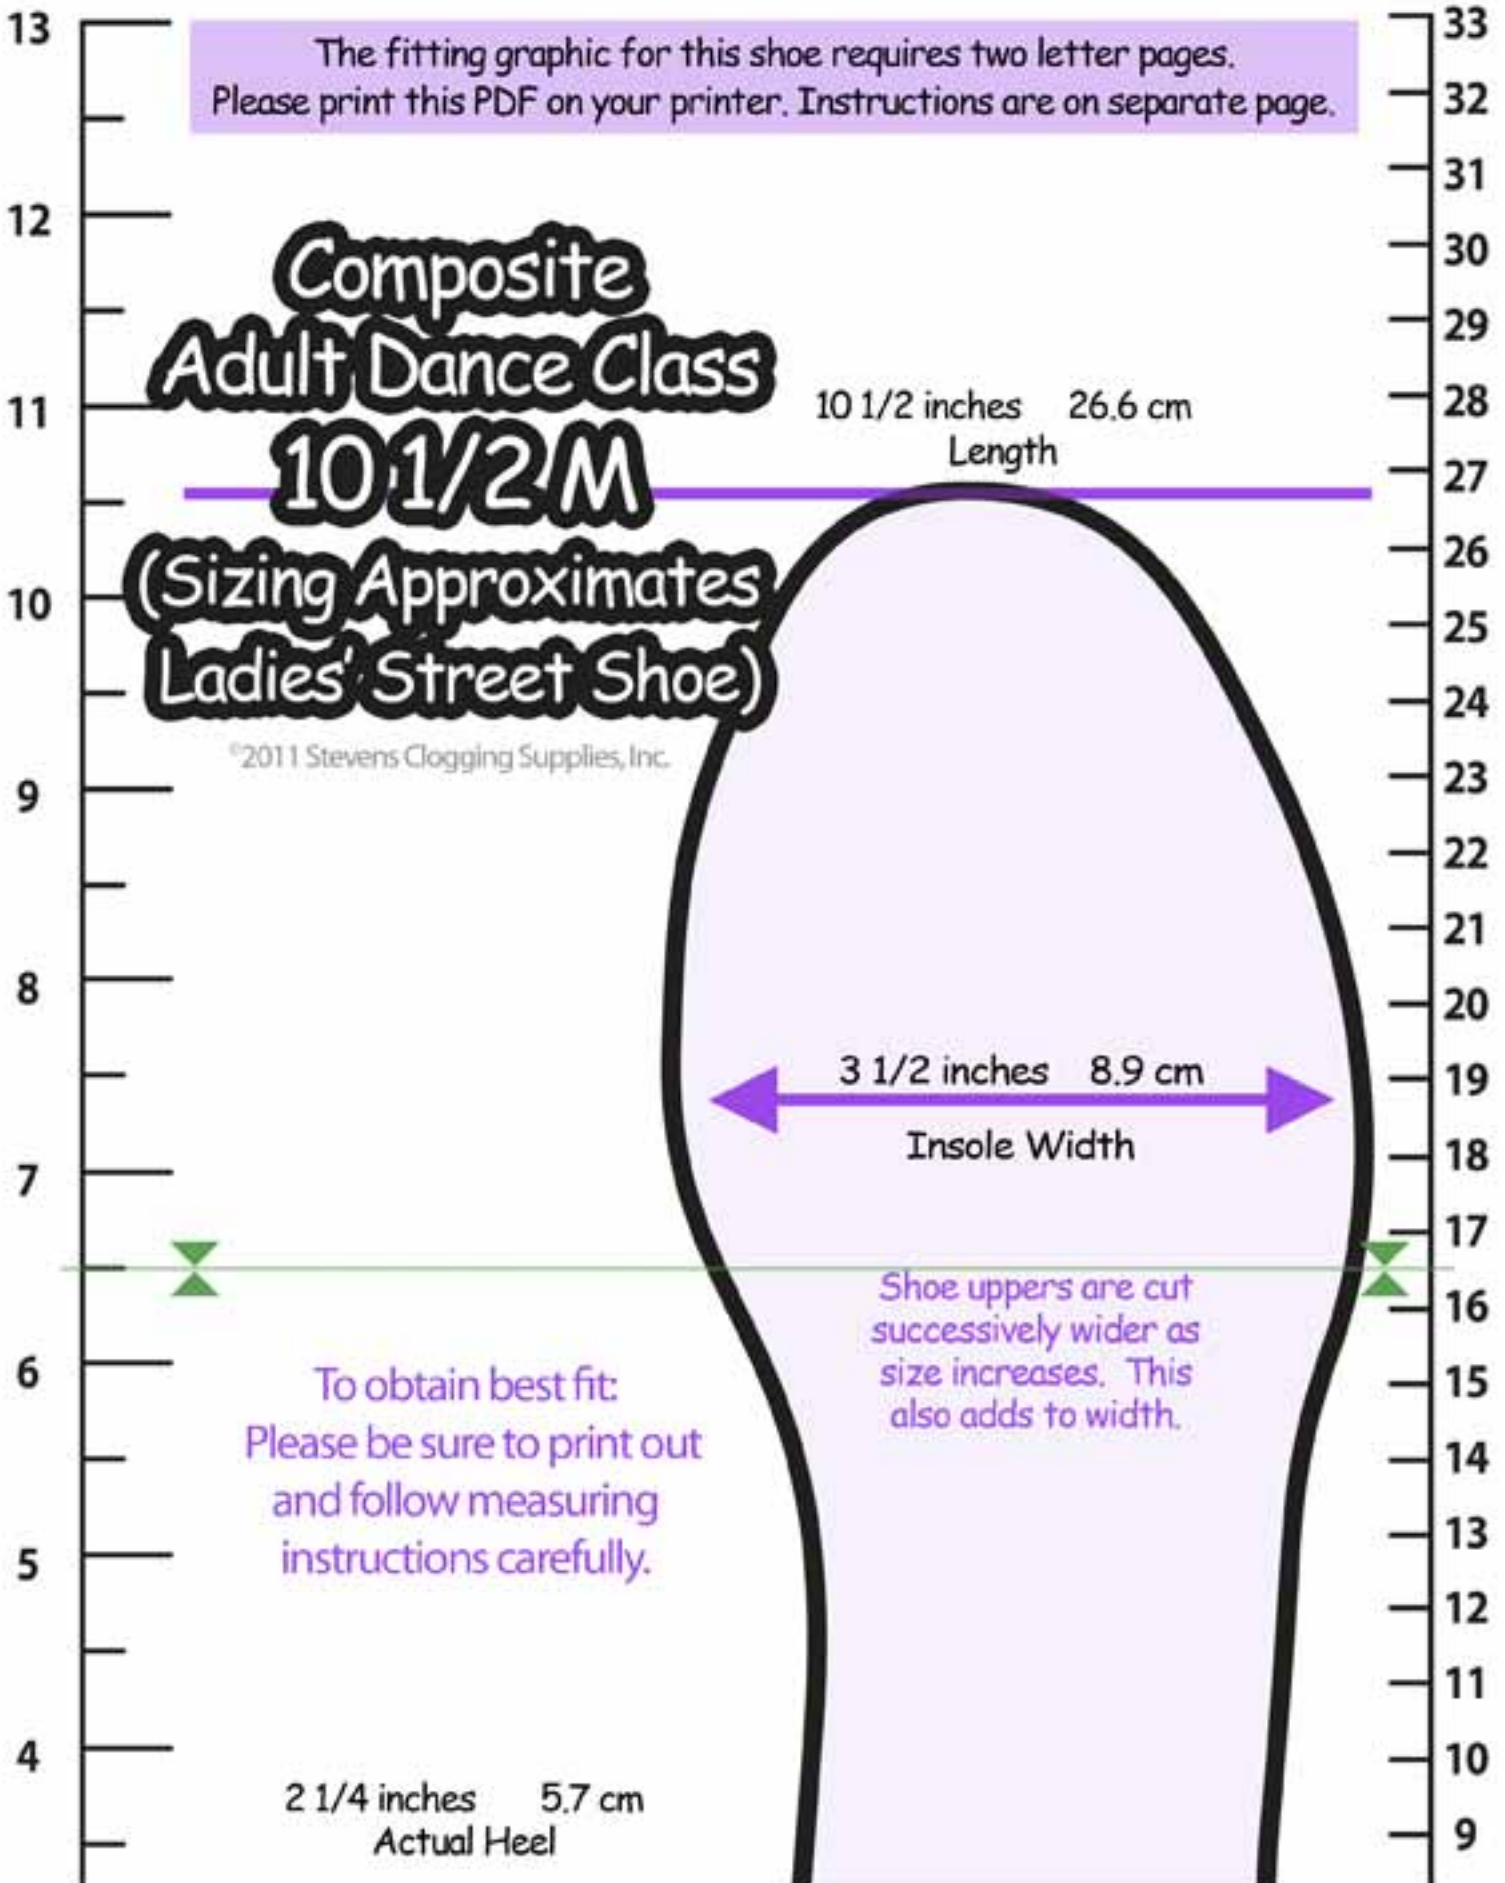 The fitting graphic for this shoe requires two letter pages.
Please print this PDF on your printer. Instructions are on separate page.
Composite
Adult Dance Class
10 1/2 M
(Sizing Approximates
Ladies' Street Shoe)
©2011 Stevens Clogging Supplies, Inc.
10 1/2 inches 26.6 cm
Length
3 1/2 inches 8.9 cm
Insole Width
Shoe uppers are cut
successively wider as
size increases. This
also adds to width.
To obtain best fit:
Please be sure to print out
and follow measuring
instructions carefully.
2 1/4 inches 5.7 cm
Actual Heel
13
12
11
10
9
8
7
6
5
4
33
32
31
30
29
28
27
26
25
24
23
22
21
20
19
18
17
16
15
14
13
12
11
10
9